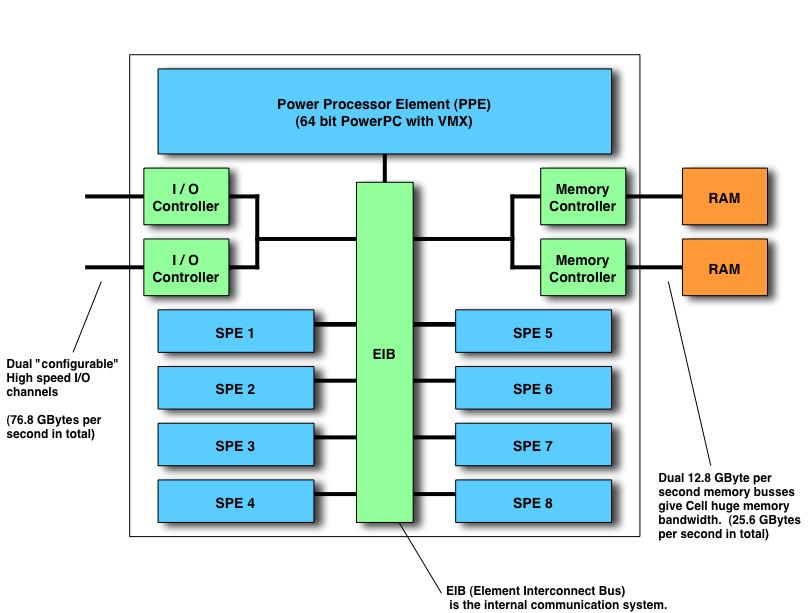 Power Processor Element (PPE)
(64 bit PowerPC with VMX)
I / O
Controller
Memory
Controller
RAM
I / O
Controller
Memory
Controller
RAM
SPE 1
SPE 5
EIB
SPE 2
SPE 6
SPE 3
SPE 7
SPE 4
SPE 8
Dual "configurable"
High speed I/O
channels
(76.8 GBytes per
second in total)
Dual 12.8 GByte per
second memory busses
give Cell huge memory
bandwidth.  (25.6 GBytes
per second in total)
EIB (Element Interconnect Bus)
is the internal communication system.